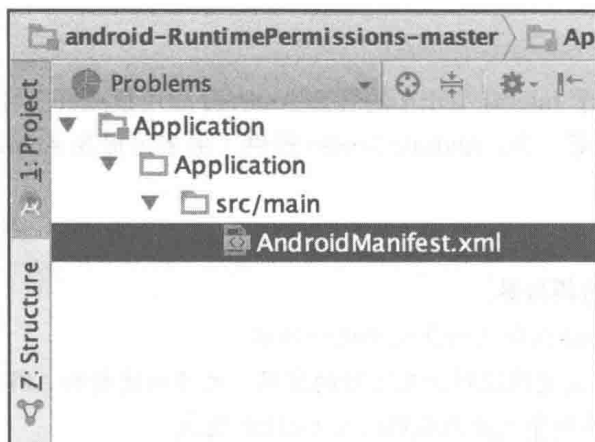 android-RuntimePermissions-master Ap
Problems
1: Project
Application
Application
src/main
AndroidManifest.xml
Z: Structure